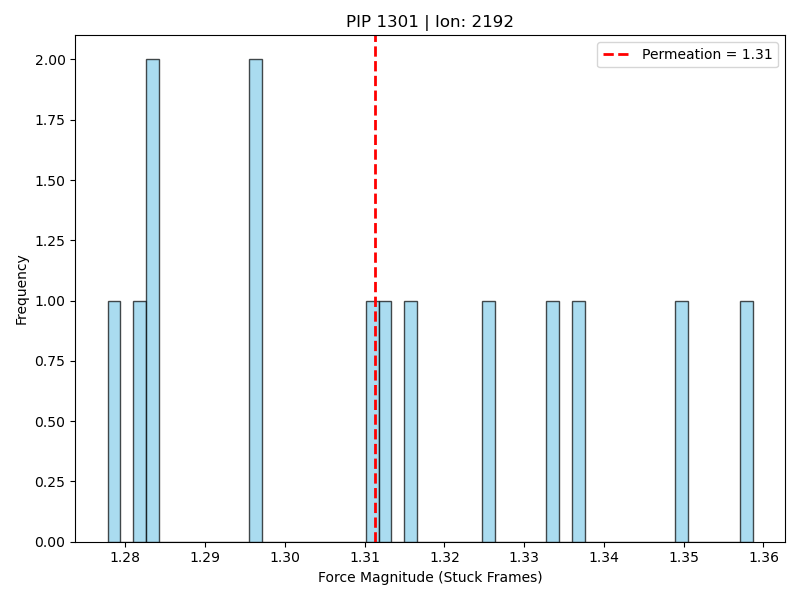 PIP 1301 | Ion: 2192
Permeation = 1.31
Frequency
2.00
1.75
1.50
1.25
1.00
0.75
0.50
0.25
0.00
1.28 1.29 1.30 1.31 1.32 1.33 1.34 1.35 1.36
Force Magnitude (Stuck Frames)